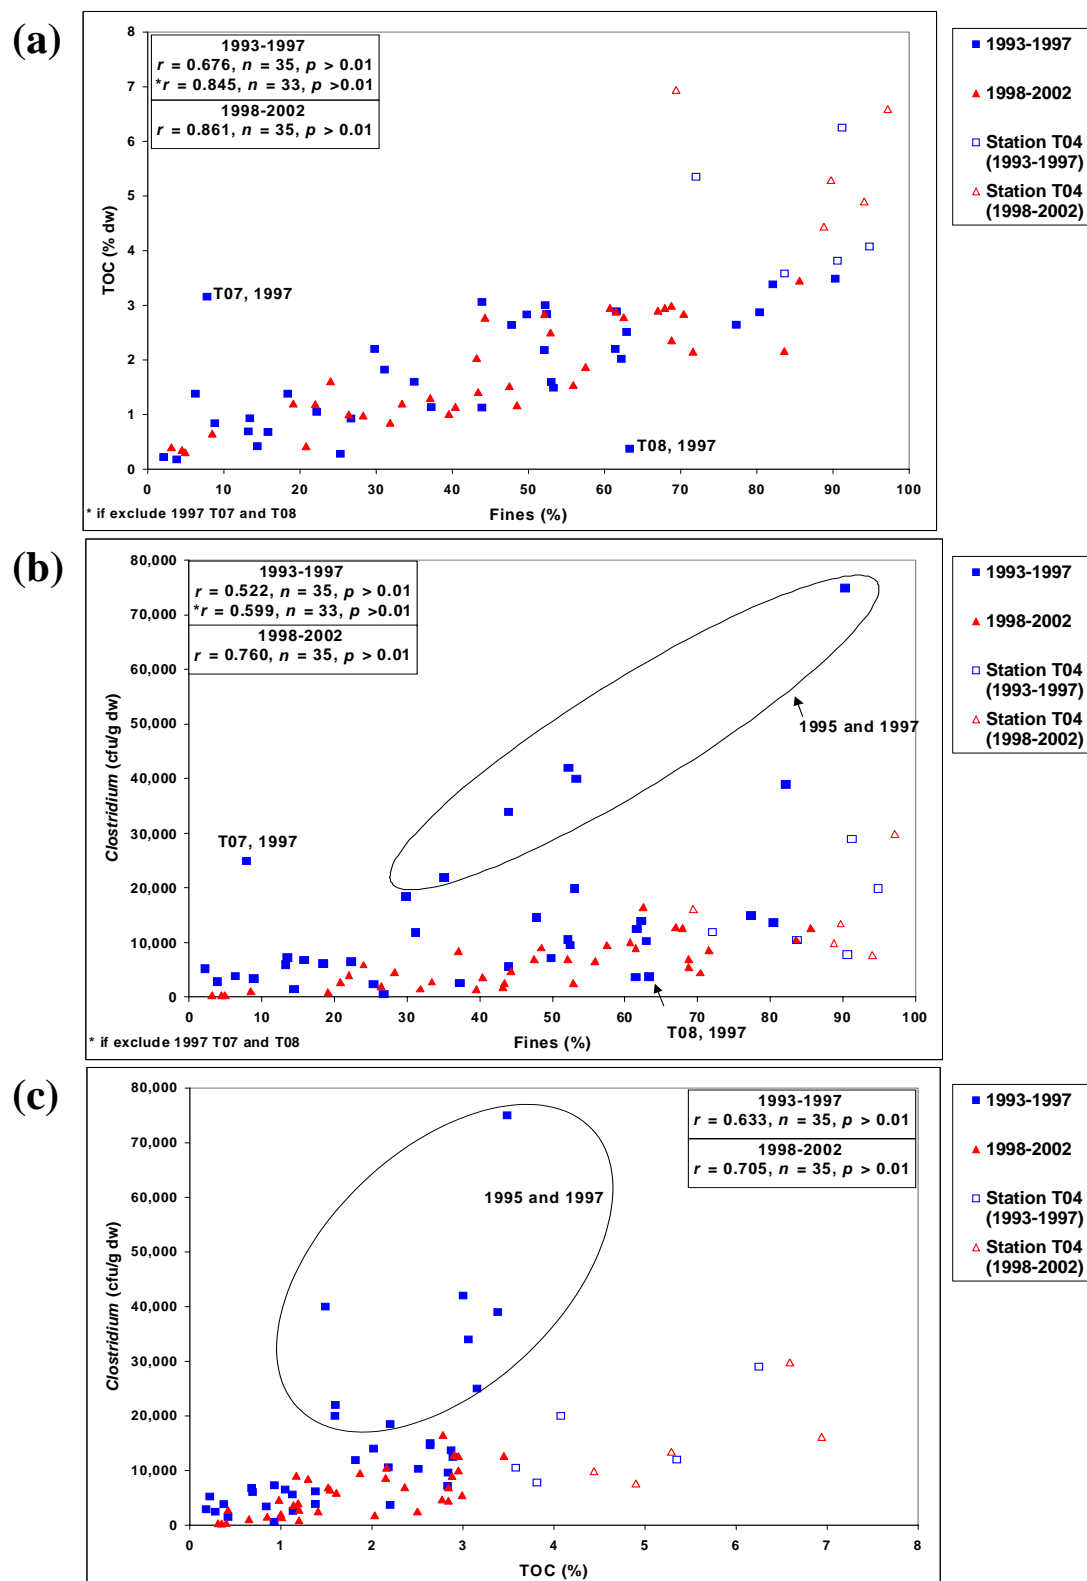 (a)
1993-1997
r = 0.676, n = 35, p > 0.01
*r = 0.845, n = 33, p >0.01
1998-2002
r = 0.861, n = 35, p > 0.01
8
7
6
5
4
3
2
1
0
TOC (% dw)
T07, 1997
T08, 1997
0 10 20 30 40 50 60 70 80 90 100
* if exclude 1997 T07 and T08
Fines (%)
1993-1997
1998-2002
Station T04
(1993-1997)
Station T04
(1998-2002)
(b)
1993-1997
r = 0.522, n = 35, p > 0.01
*r = 0.599, n = 33, p >0.01
1998-2002
r = 0.760, n = 35, p > 0.01
80,000
70,000
60,000
50,000
40,000
30,000
20,000
10,000
0
Clostridium (cfu/g dw)
1995 and 1997
T07, 1997
T08, 1997
0 10 20 30 40 50 60 70 80 90 100
* if exclude 1997 T07 and T08
Fines (%)
1993-1997
1998-2002
Station T04
(1993-1997)
Station T04
(1998-2002)
(c)
1993-1997
r = 0.633, n = 35, p > 0.01
1998-2002
r = 0.705, n = 35, p > 0.01
80,000
70,000
60,000
50,000
40,000
30,000
20,000
10,000
0
Clostridium (cfu/g dw)
1995 and 1997
0 1 2 3 4 5 6 7 8
TOC (%)
1993-1997
1998-2002
Station T04
(1993-1997)
Station T04
(1998-2002)